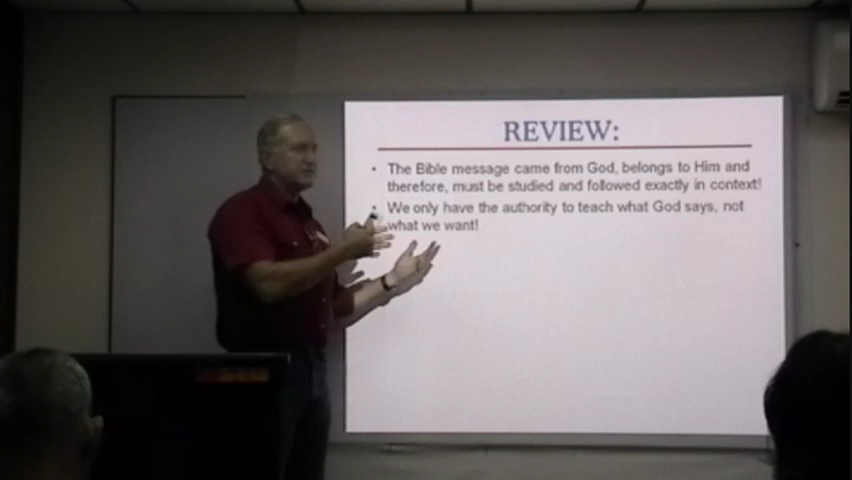 REVIEW:
• The Bible message came from God, belongs to Him and
therefore, must be studied and followed exactly in context!
• We only have the authority to teach what God says, not
what we want!